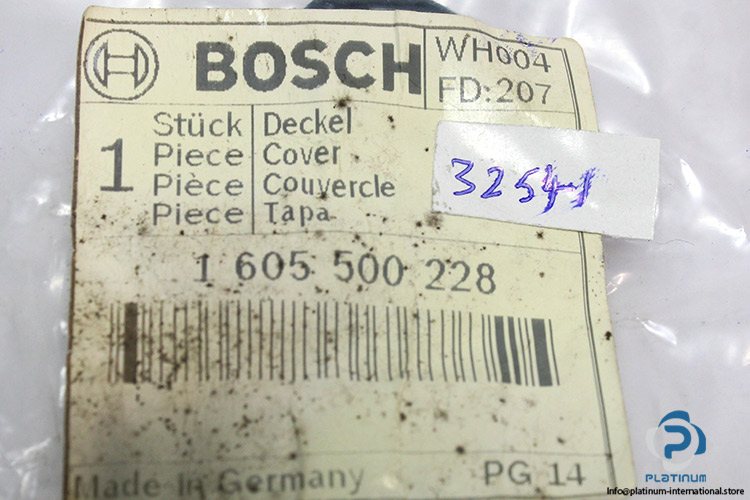 BOSCH
WH004
FD:207
1
Stück Deckel
Piece Cover
Pièce Couvercle
Piece Tapa
1 605 500 228
Made in Germany
PG 14
PLATINUM
Info@platinum-international.store